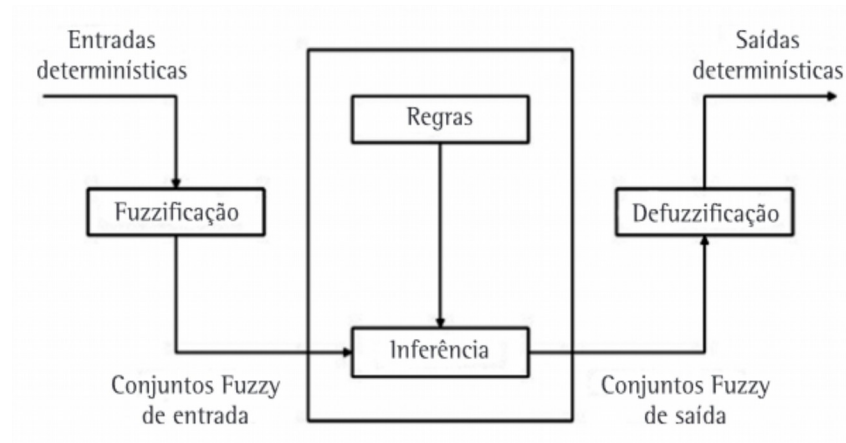 Entradas
determinísticas
Saídas
determinísticas
Regras
Fuzzificação
Defuzzificação
Inferência
Conjuntos Fuzzy
de entrada
Conjuntos Fuzzy
de saída